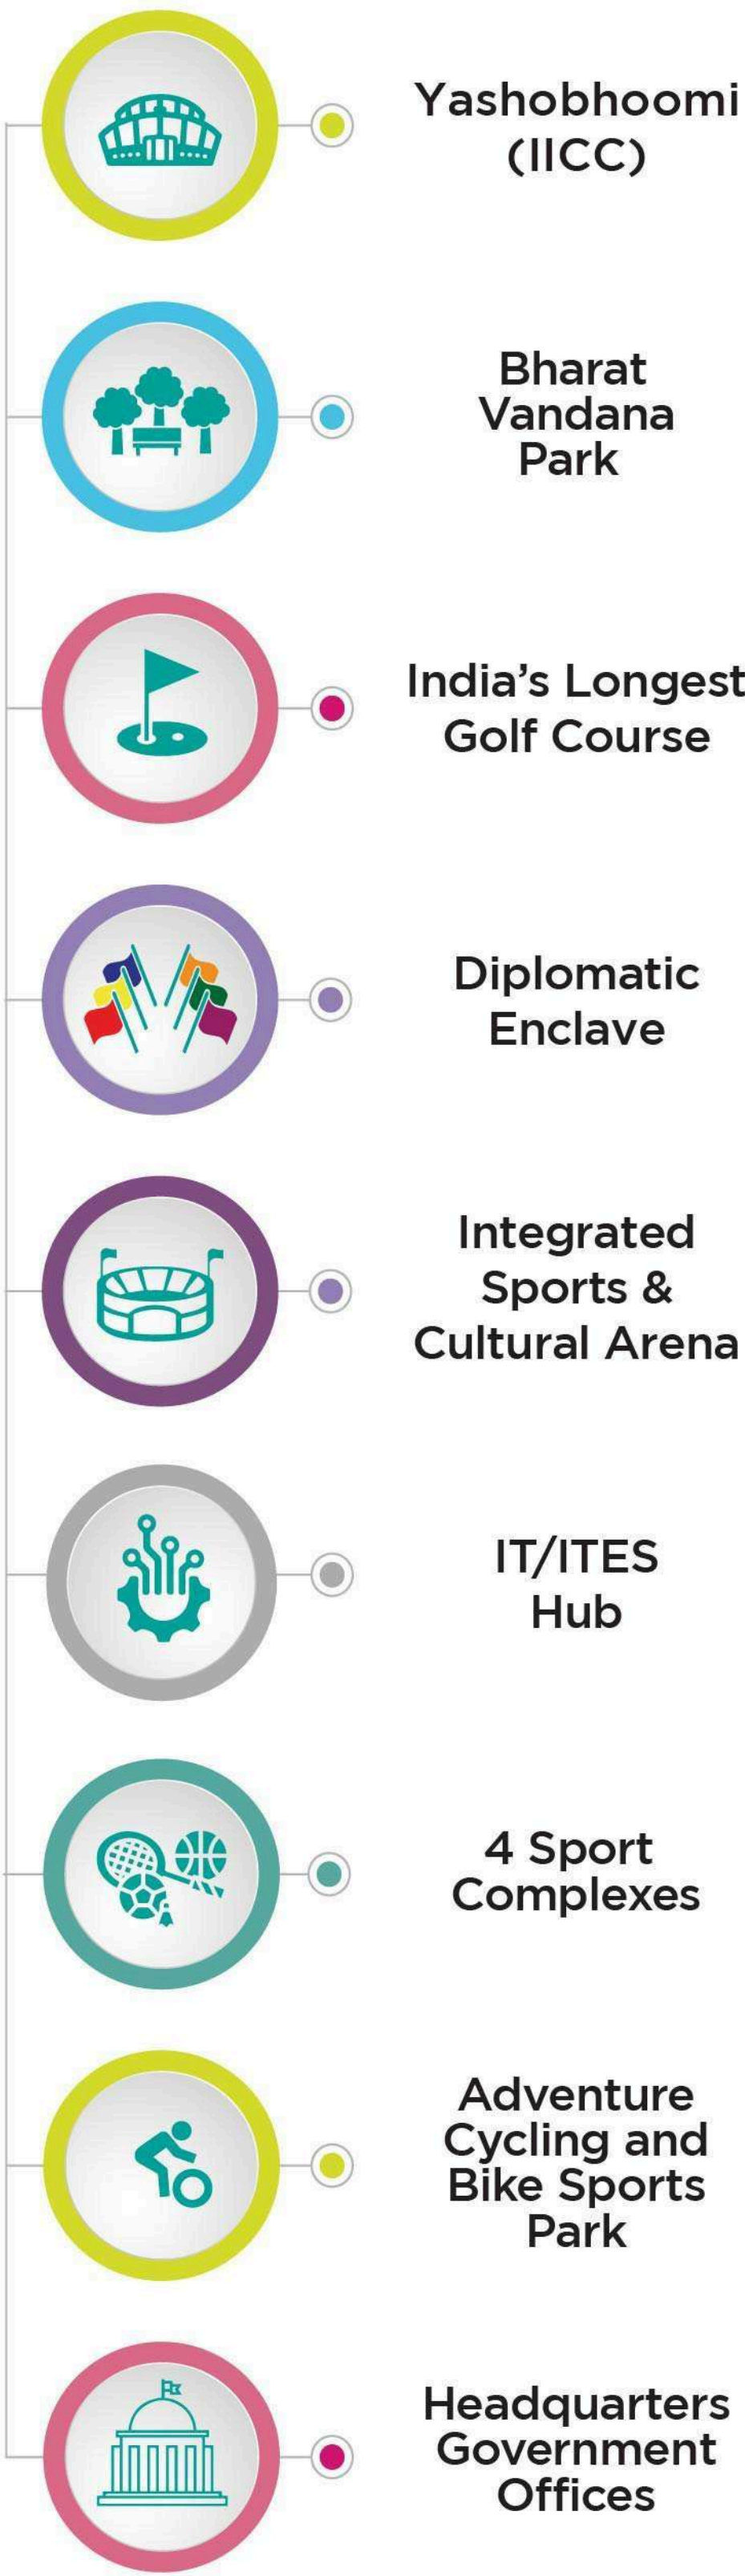 Yashobhoomi
(IICC)
Bharat
Vandana
Park
India’s Longest
Golf Course
Diplomatic
Enclave
Integrated
Sports &
Cultural Arena
IT/ITES
Hub
4 Sport
Complexes
Adventure
Cycling and
Bike Sports
Park
Headquarters
Government
Offices